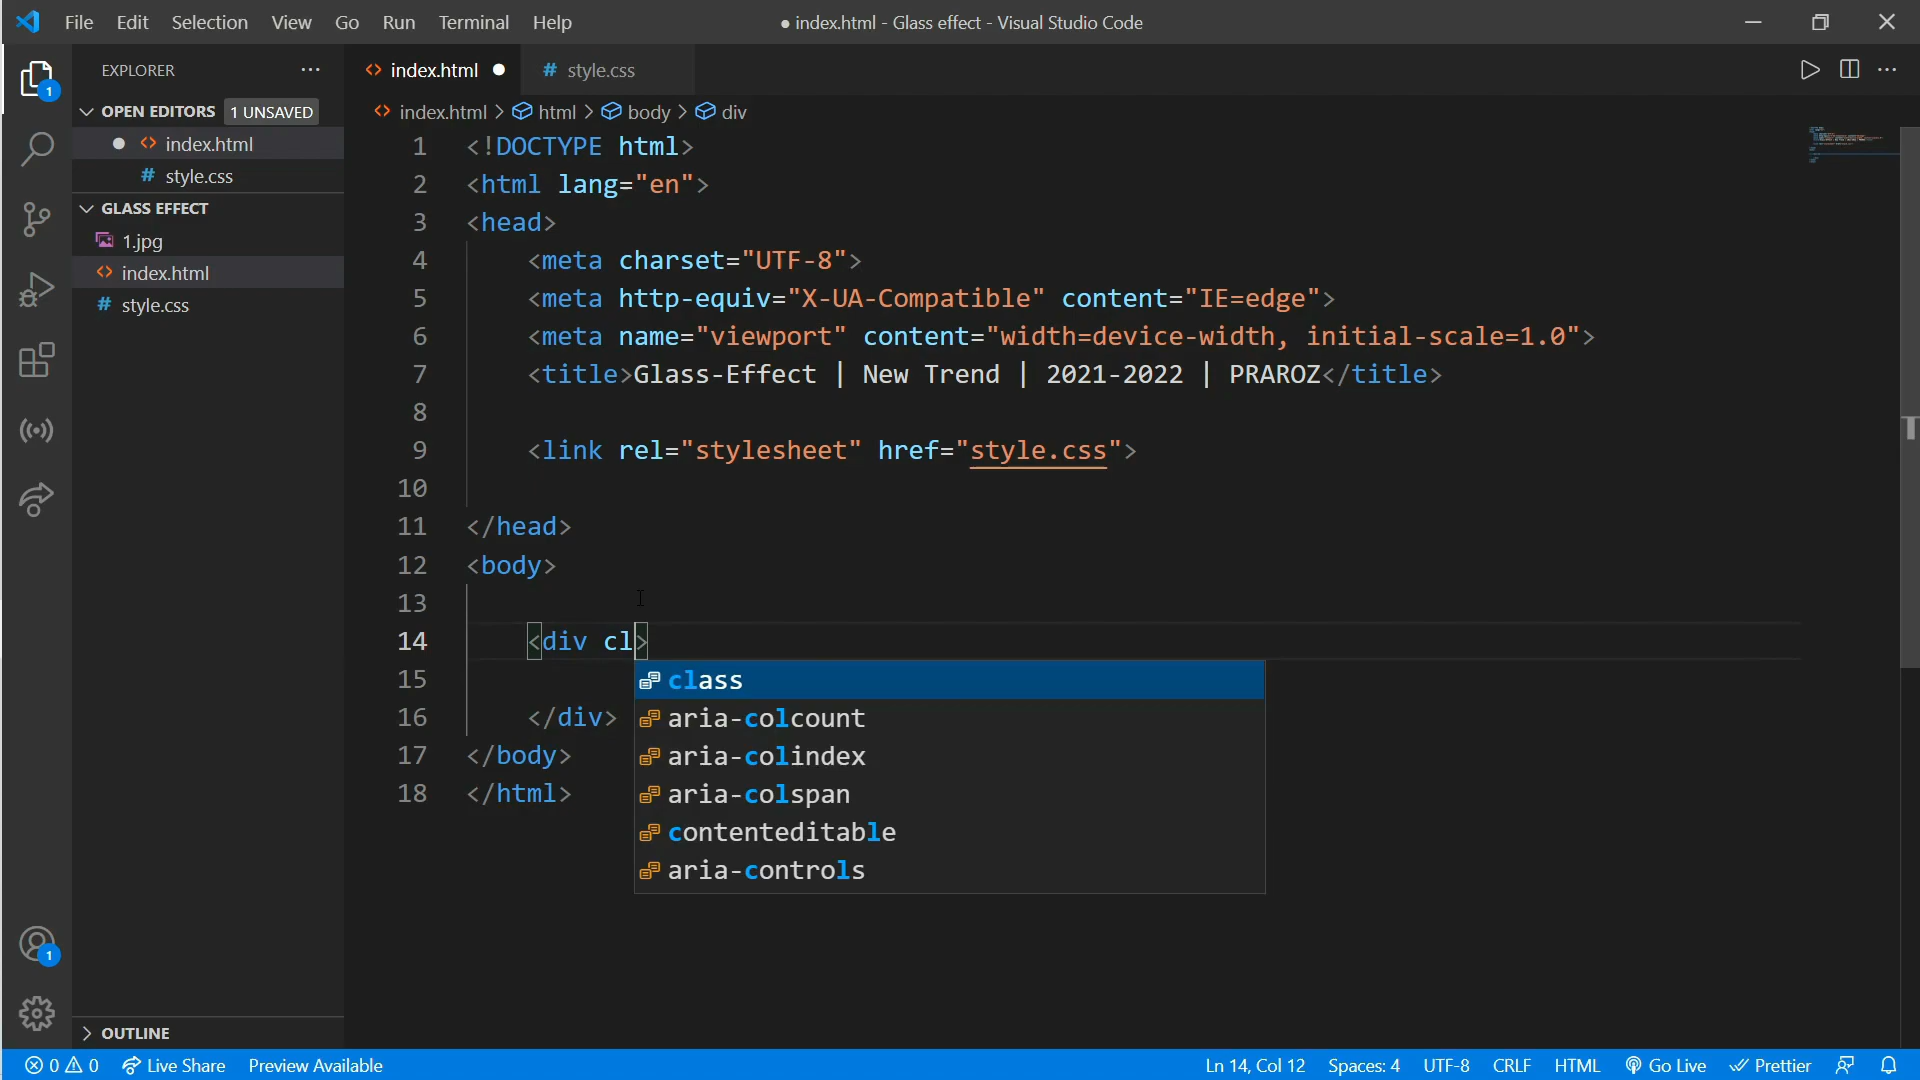 File Edit Selection View Go Run Terminal Help
● index.html - Glass effect - Visual Studio Code
EXPLORER
1
OPEN EDITORS 1 UNSAVED
index.html
# style.css
GLASS EFFECT
1.jpg
index.html
# style.css
OUTLINE
index.html
# style.css
index.html > html > body > div
1 <!DOCTYPE html>
2 <html lang="en">
3 <head>
4 <meta charset="UTF-8">
5 <meta http-equiv="X-UA-Compatible" content="IE=edge">
6 <meta name="viewport" content="width=device-width, initial-scale=1.0">
7 <title>Glass-Effect | New Trend | 2021-2022 | PRAROZ</title>
8
9 <link rel="stylesheet" href="style.css">
10
11 </head>
12 <body>
13
14 <div cl>
15
16 </div>
17 </body>
18 </html>
class
aria-colcount
aria-colindex
aria-colspan
contenteditable
aria-controls
1
0 0 Live Share Preview Available
Ln 14, Col 12 Spaces: 4 UTF-8 CRLF HTML Go Live Prettier